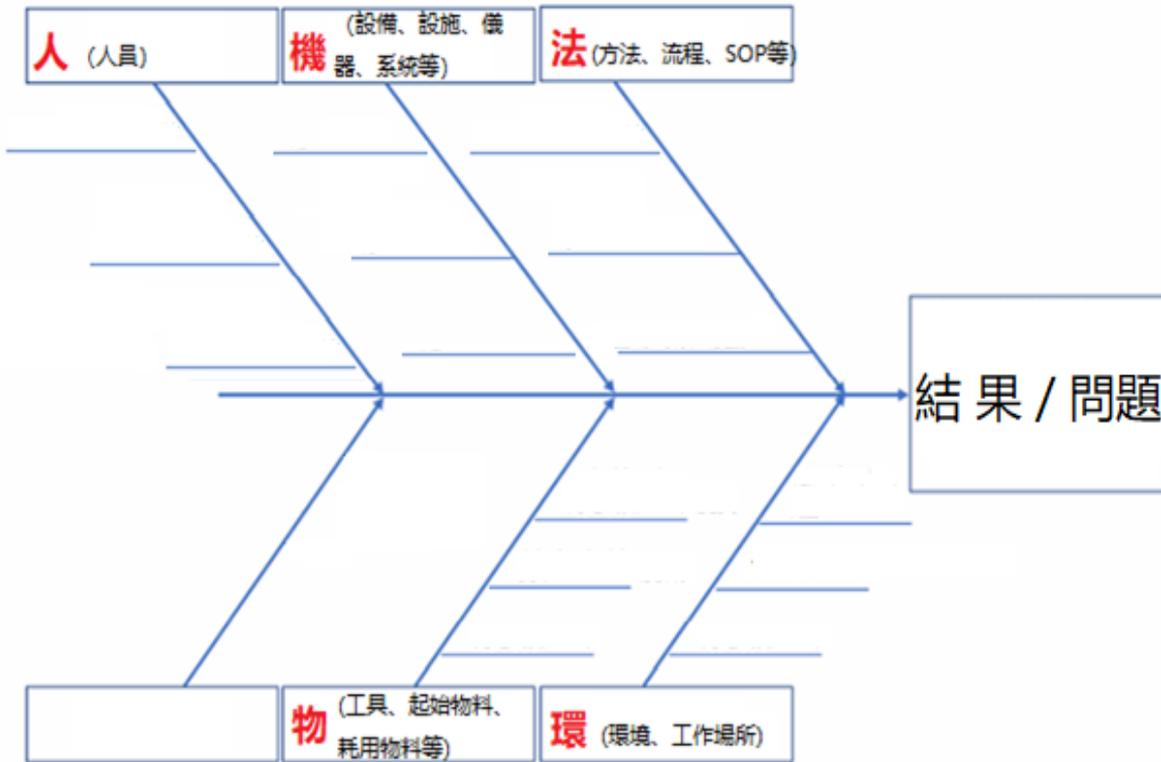 人 (人員)
機 (設備、設施、儀
器、系統等)
法 (方法、流程、SOP等)
結 果 / 問題
物 (工具、起始物料、
耗用物料等)
環 (環境、工作場所)